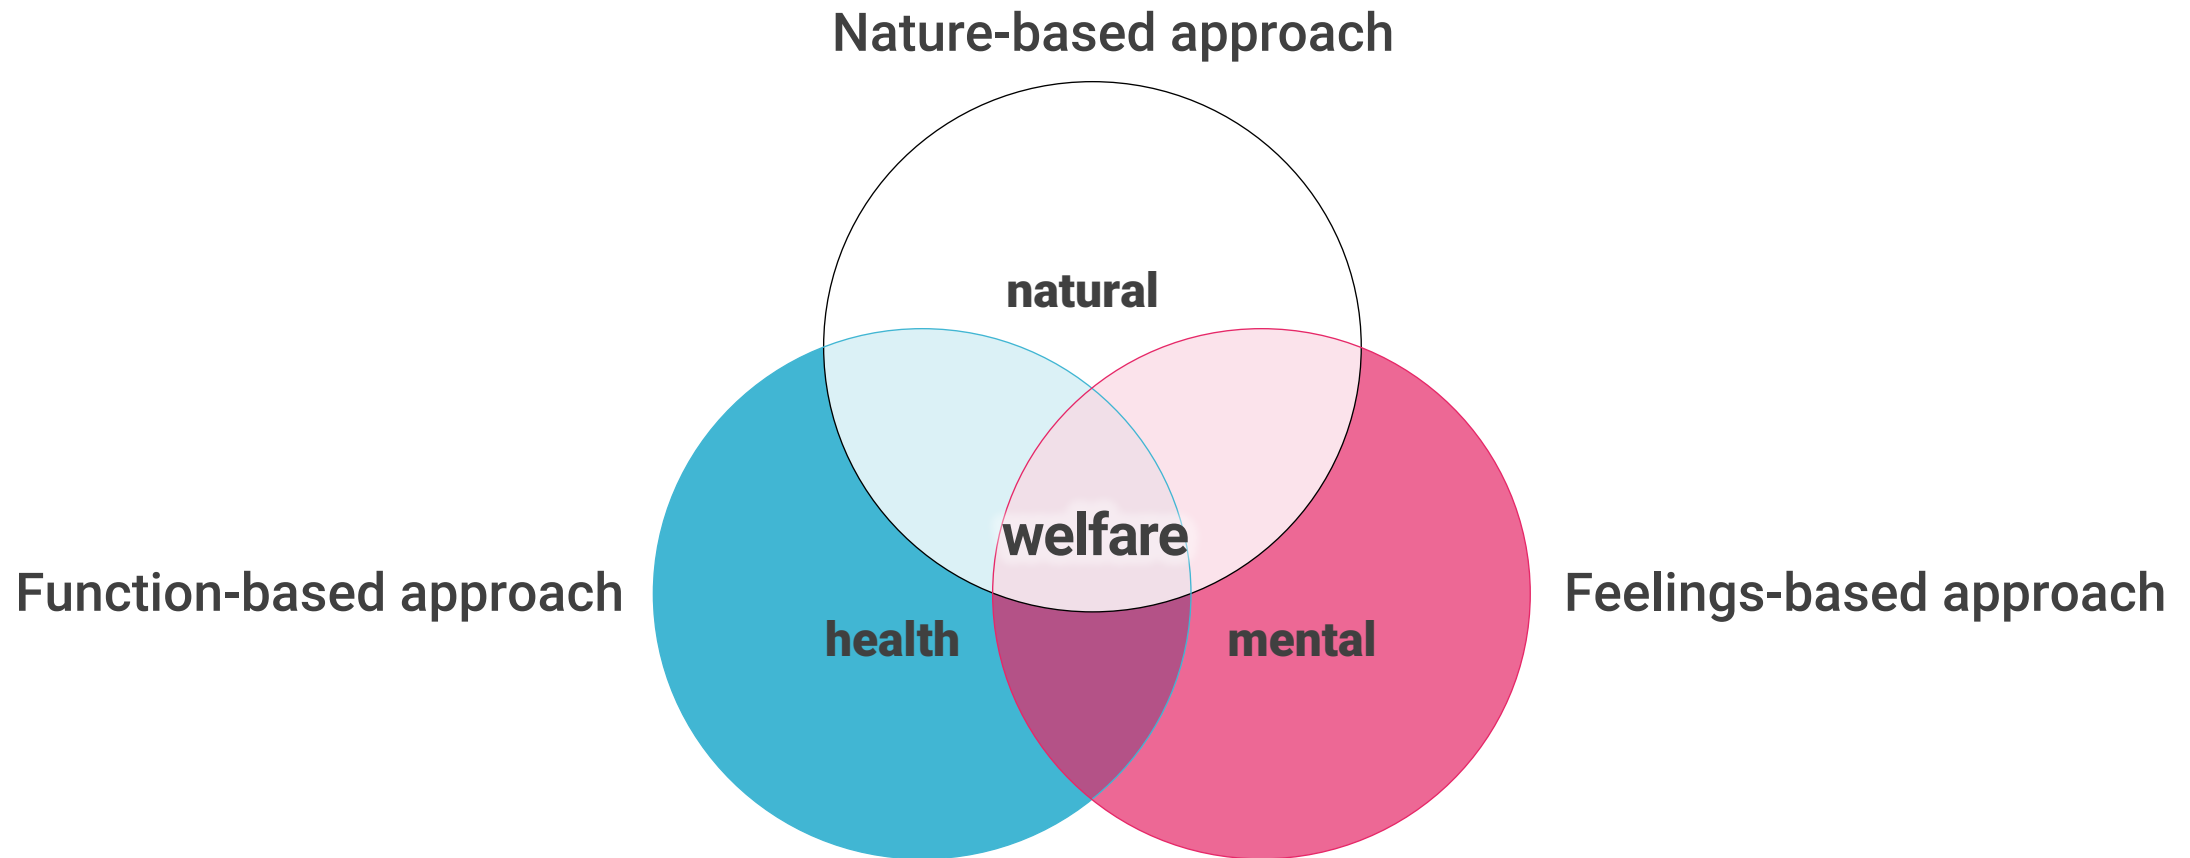 Nature-based approach
natural
welfare
Function-based approach
Feelings-based approach
health
mental